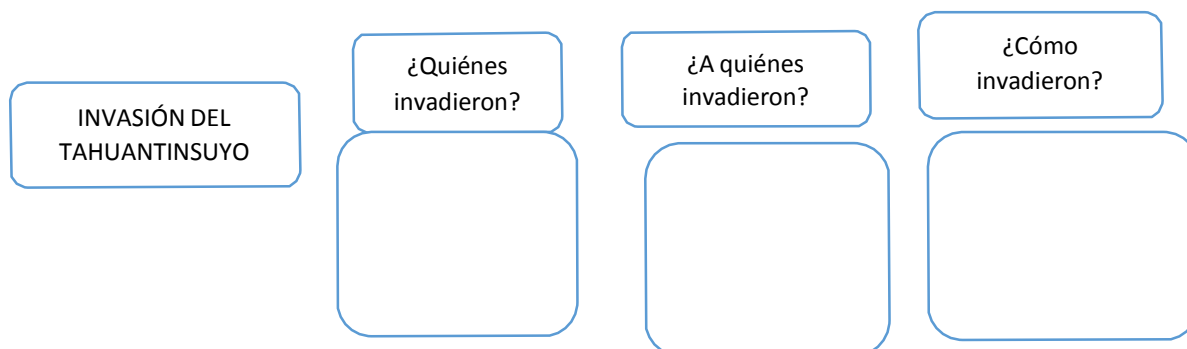 INVASIÓN DEL
TAHUANTINSUYO
¿Quiénes
invadieron?
¿A quiénes
invadieron?
¿Cómo
invadieron?